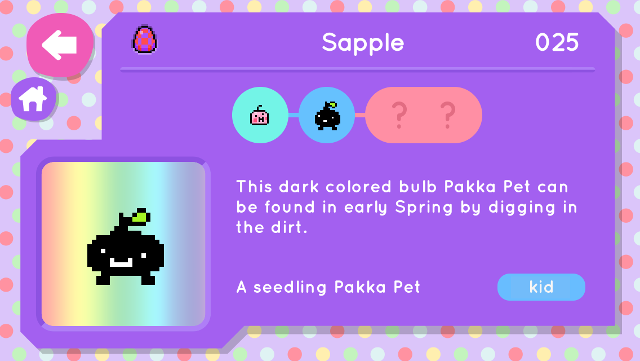 Sapple
025
? ?
This dark colored bulb Pakka Pet can
be found in early Spring by digging in
the dirt.
A seedling Pakka Pet
kid